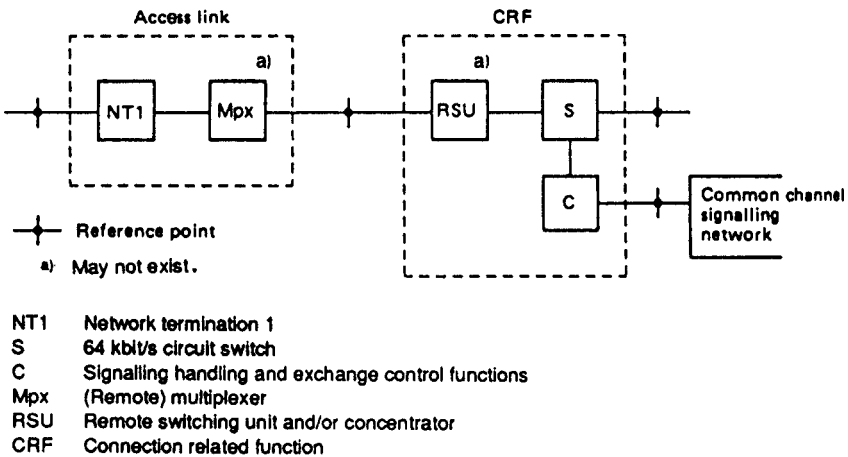 Access link
CRF
a)
a)
NT1
Mpx
RSU
S
C
Common channel
signalling
network
Reference point
a) May not exist.
NT1 Network termination 1
S 64 kbit/s circuit switch
C Signalling handling and exchange control functions
Mpx (Remote) multiplexer
RSU Remote switching unit and/or concentrator
CRF Connection related function